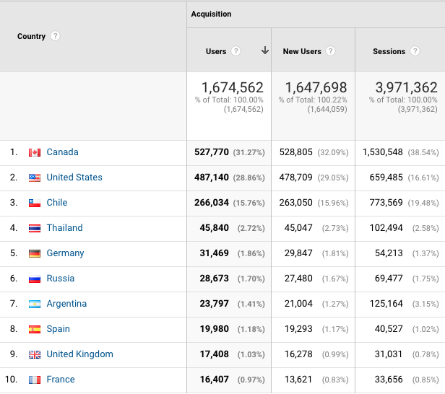 Acquisition
Country ?
Users ? New Users ? Sessions ?
1,674,562 1,647,698 3,971,362
% of Total: 100.00% % of Total: 100.22% % of Total: 100.00%
(1,674,562) (1,644,059) (3,971,362)
1. Canada 527,770 (31.27%) 528,805 (32.09%) 1,530,548 (38.54%)
2. United States 487,140 (28.86%) 478,709 (29.05%) 659,485 (16.61%)
3. Chile 266,034 (15.76%) 263,050 (15.96%) 773,569 (19.48%)
4. Thailand 45,840 (2.72%) 45,047 (2.73%) 102,494 (2.58%)
5. Germany 31,469 (1.86%) 29,847 (1.81%) 54,213 (1.37%)
6. Russia 28,673 (1.70%) 27,480 (1.67%) 69,477 (1.75%)
7. Argentina 23,797 (1.41%) 21,004 (1.27%) 125,164 (3.15%)
8. Spain 19,980 (1.18%) 19,293 (1.17%) 40,527 (1.02%)
9. United Kingdom 17,408 (1.03%) 16,278 (0.99%) 31,031 (0.78%)
10. France 16,407 (0.97%) 13,621 (0.83%) 33,656 (0.85%)